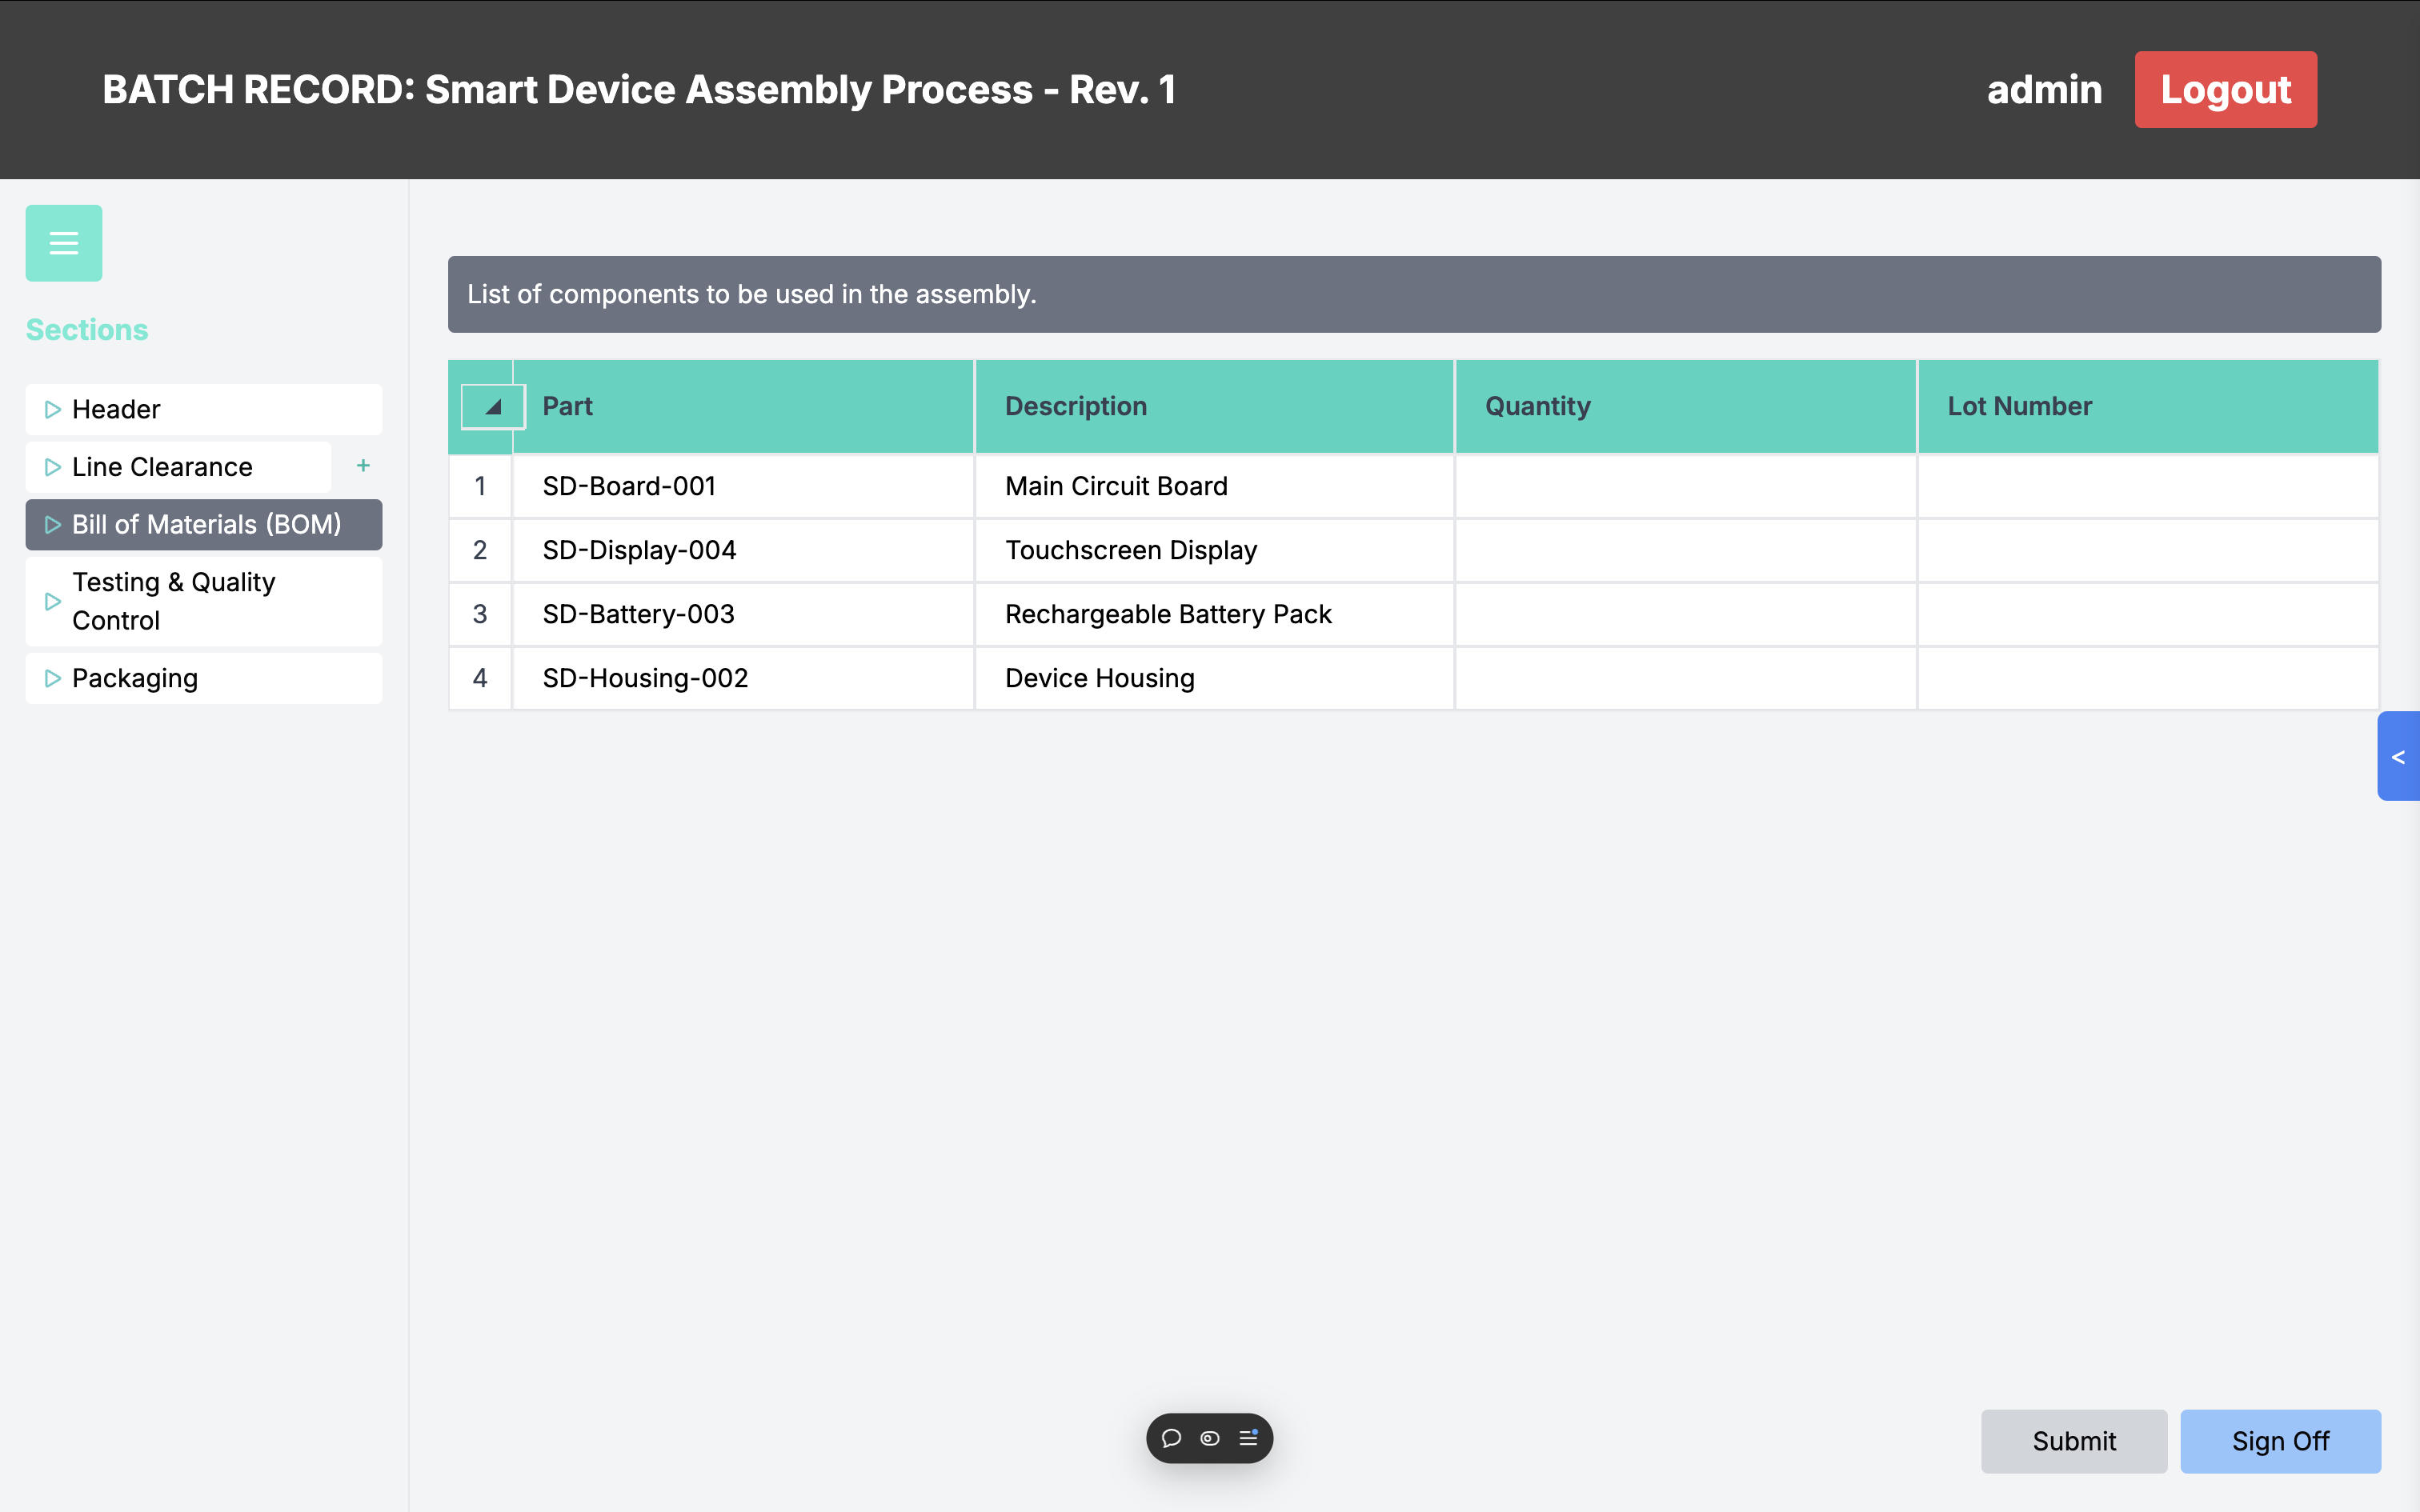 BATCH RECORD: Smart Device Assembly Process - Rev. 1
admin
Logout
Sections
Header
Line Clearance +
Bill of Materials (BOM)
Testing & Quality
Control
Packaging
List of components to be used in the assembly.
Part Description Quantity Lot Number
1 SD-Board-001 Main Circuit Board
2 SD-Display-004 Touchscreen Display
3 SD-Battery-003 Rechargeable Battery Pack
4 SD-Housing-002 Device Housing
<
Submit
Sign Off